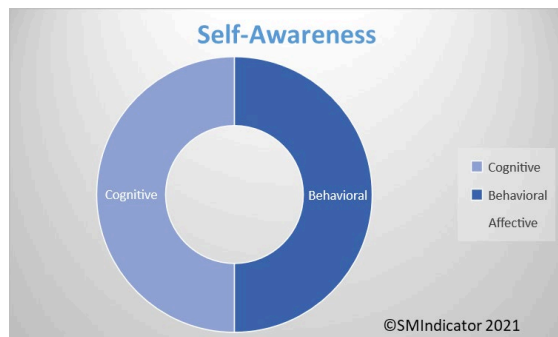 Self-Awareness
Cognitive
Behavioral
Cognitive
Behavioral
Affective
©SMIndicator 2021